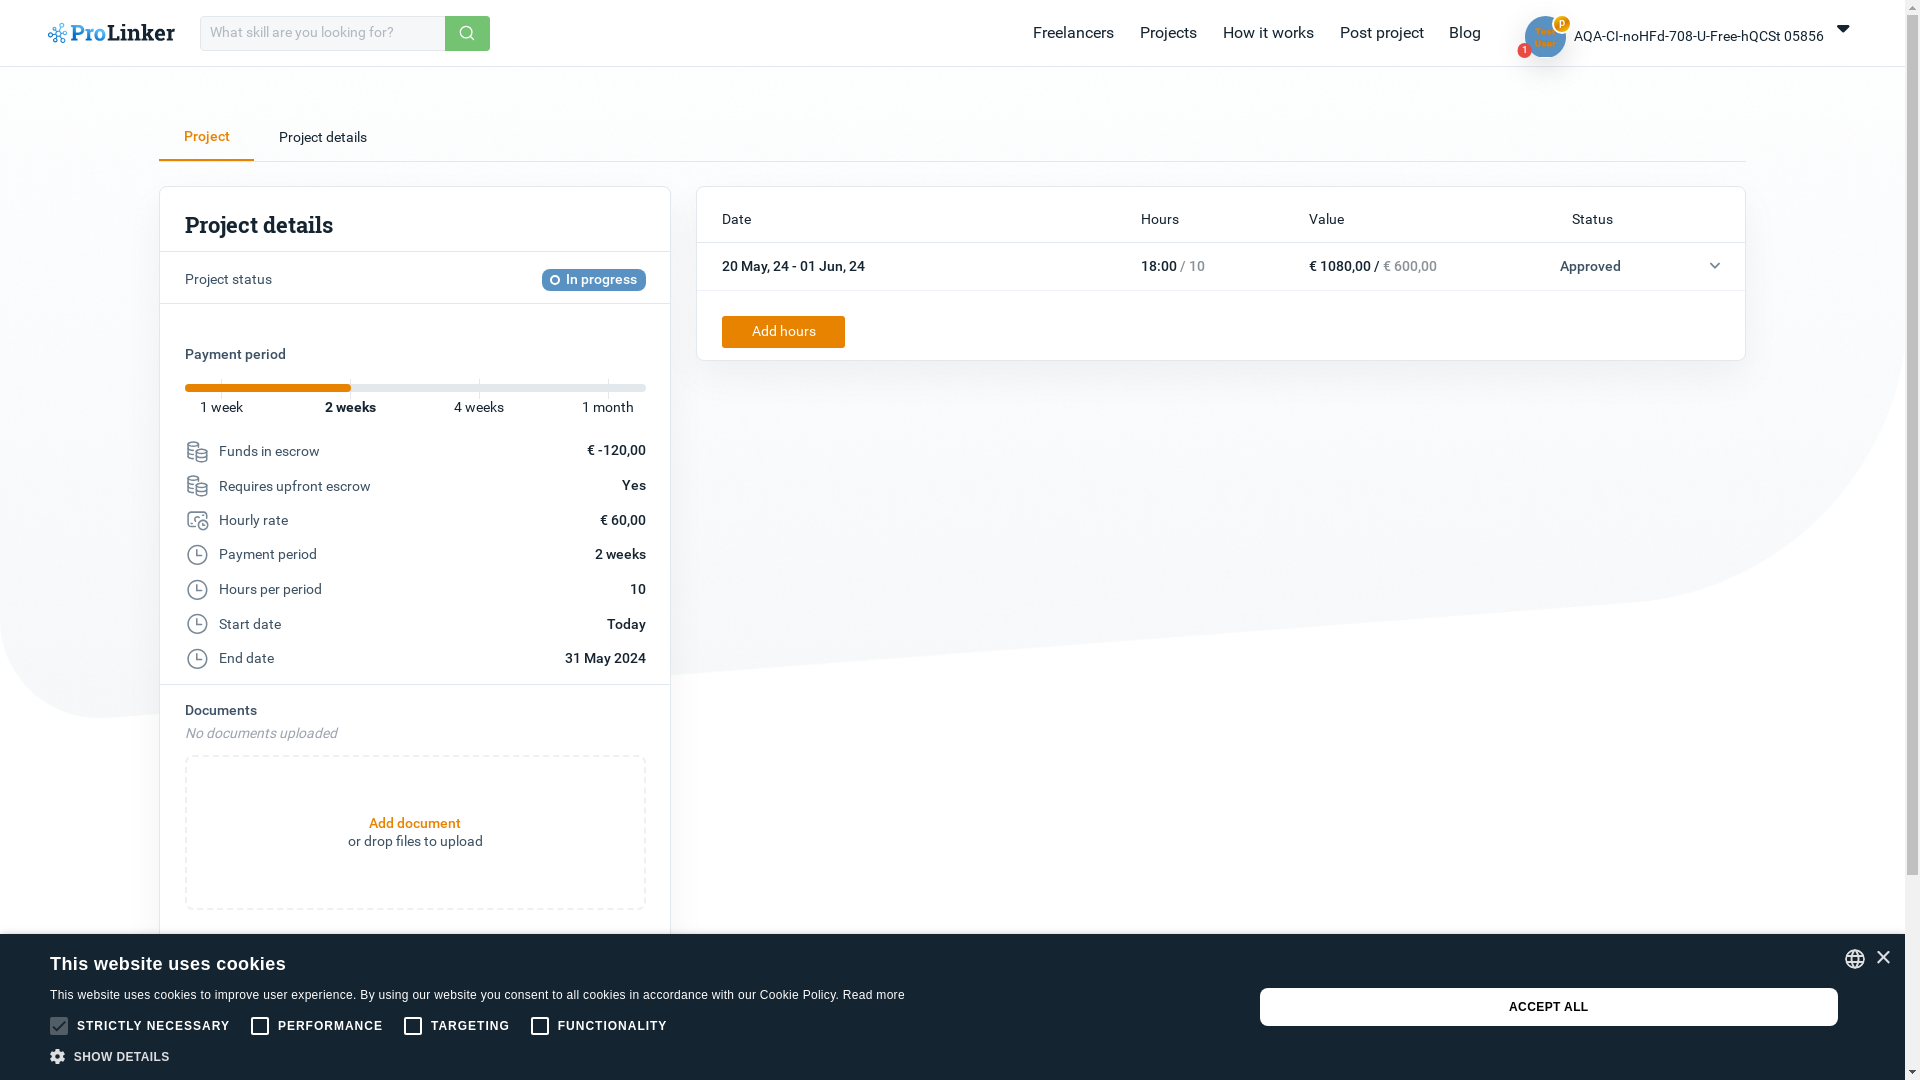 ProLinker
What skill are you looking for?
Freelancers
Projects
How it works
Post project
Blog
P
1
AQA-CI-noHFd-708-U-Free-hQCSt 05856
Project
Project details
Project details
Project status
In progress
Payment period
1 week
2 weeks
4 weeks
1 month
Funds in escrow
€ -120,00
Requires upfront escrow
Yes
Hourly rate
€ 60,00
Payment period
2 weeks
Hours per period
10
Start date
Today
End date
31 May 2024
Documents
No documents uploaded
Add document
or drop files to upload
Date
Hours
Value
Status
20 May, 24 - 01 Jun, 24
18:00 / 10
€ 1080,00 / € 600,00
Approved
Add hours
This website uses cookies
This website uses cookies to improve user experience. By using our website you consent to all cookies in accordance with our Cookie Policy. Read more
STRICTLY NECESSARY
PERFORMANCE
TARGETING
FUNCTIONALITY
SHOW DETAILS
ACCEPT ALL